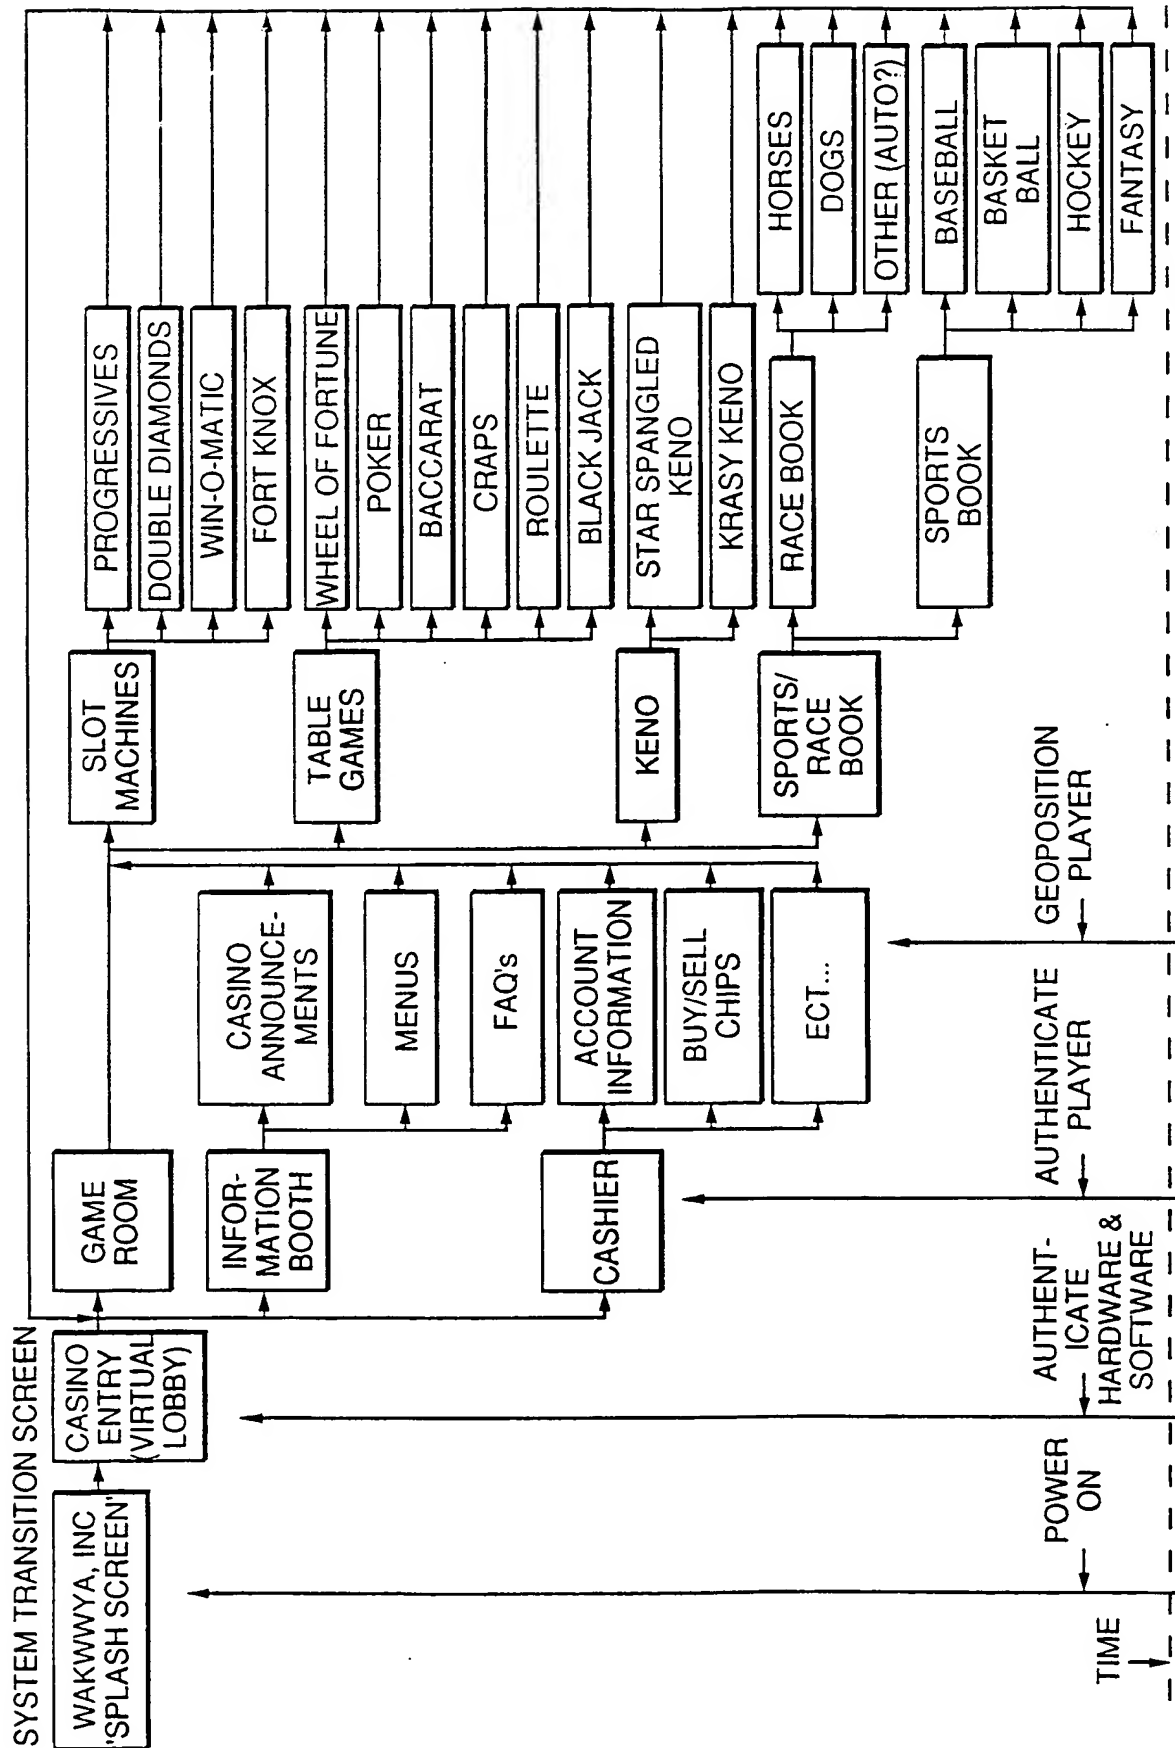 SYSTEM TRANSITION SCREEN
WAKWWYA, INC
'SPLASH SCREEN'
CASINO
ENTRY
(VIRTUAL
LOBBY)
GAME
ROOM
INFOR-
MATION
BOOTH
CASHIER
CASINO
ANNOUNCE-
MENTS
MENUS
FAQ's
ACCOUNT
INFORMATION
BUY/SELL
CHIPS
ECT...
SLOT
MACHINES
TABLE
GAMES
KENO
SPORTS/
RACE
BOOK
PROGRESSIVES
DOUBLE DIAMONDS
WIN-O-MATIC
FORT KNOX
WHEEL OF FORTUNE
POKER
BACCARAT
CRAPS
ROULETTE
BLACK JACK
STAR SPANGLED
KENO
KRASY KENO
RACE BOOK
SPORTS
BOOK
HORSES
DOGS
OTHER (AUTO?)
BASEBALL
BASKET
BALL
HOCKEY
FANTASY
TIME
POWER
ON
AUTHENT-
ICATE
HARDWARE &
SOFTWARE
AUTHENTICATE
PLAYER
GEOPOSITION
PLAYER